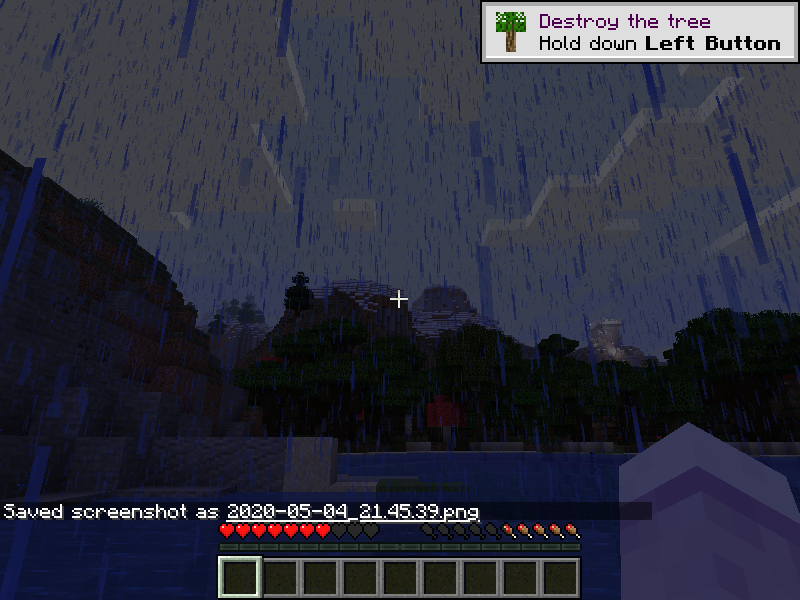 Destroy the tree
Hold down Left Button
Saved screenshot as 2020-05-04_21.45.39.png